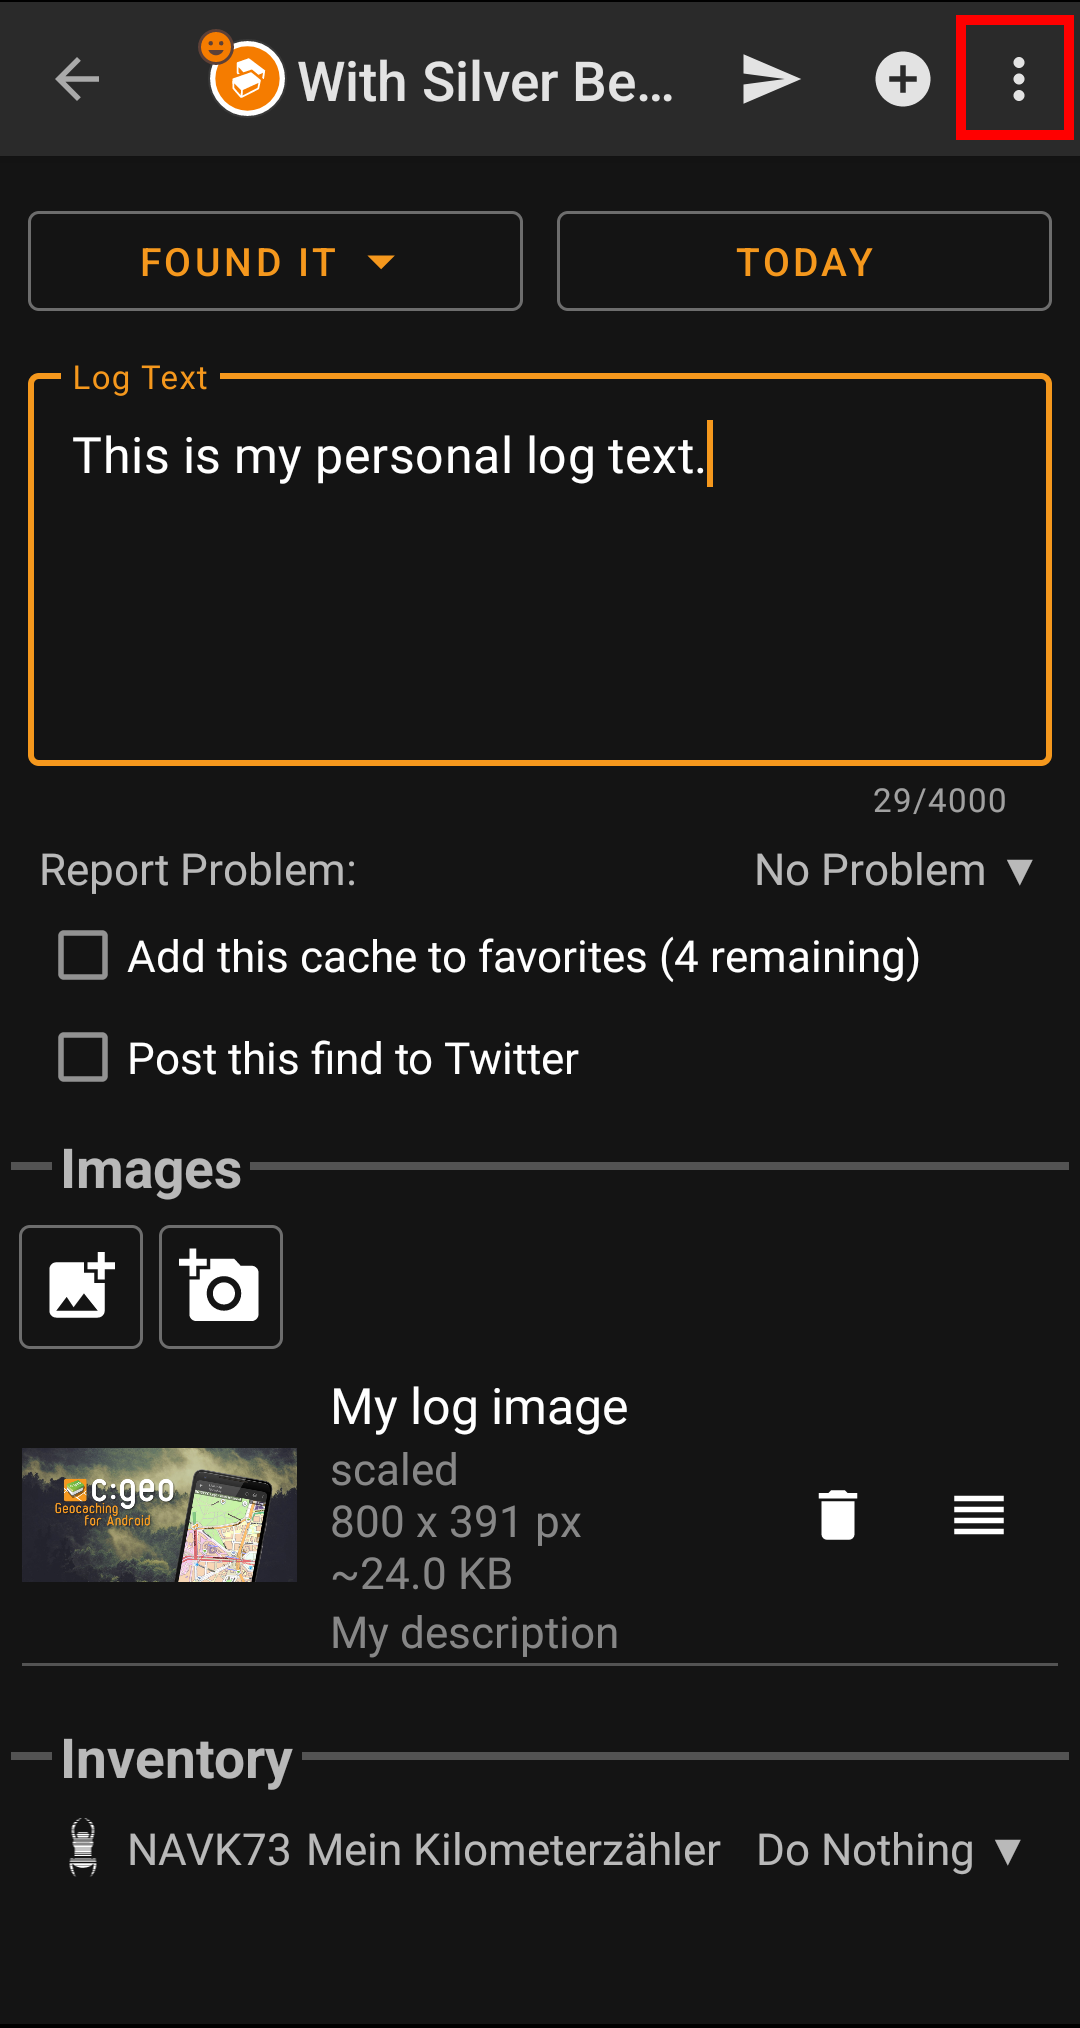 With Silver Be...
FOUND IT
TODAY
Log Text
This is my personal log text.
29/4000
Report Problem:
No Problem
Add this cache to favorites (4 remaining)
Post this find to Twitter
Images
My log image
scaled
800 x 391 px
~24.0 KB
My description
c:geo
Geocaching
for Android
Inventory
NAVK73 Mein Kilometerzähler
Do Nothing